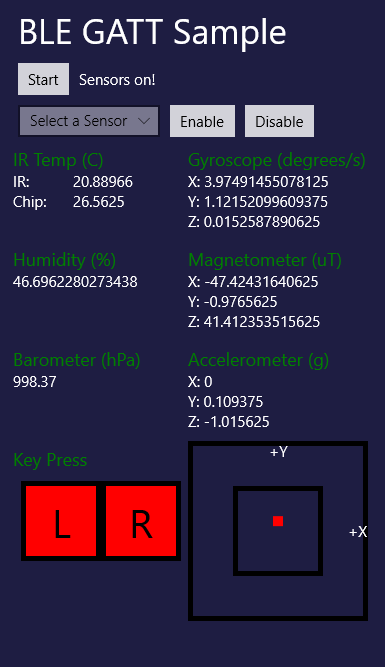 BLE GATT Sample
Start Sensors on!
Select a Sensor Enable Disable
IR Temp (C)
IR: 20.88966
Chip: 26.5625
Gyroscope (degrees/s)
X: 3.97491455078125
Y: 1.12152099609375
Z: 0.0152587890625
Humidity (%)
46.6962280273438
Magnetometer (uT)
X: -47.42431640625
Y: -0.9765625
Z: 41.412353515625
Barometer (hPa)
998.37
Accelerometer (g)
X: 0
Y: 0.109375
Z: -1.015625
Key Press
L R
+Y
+X